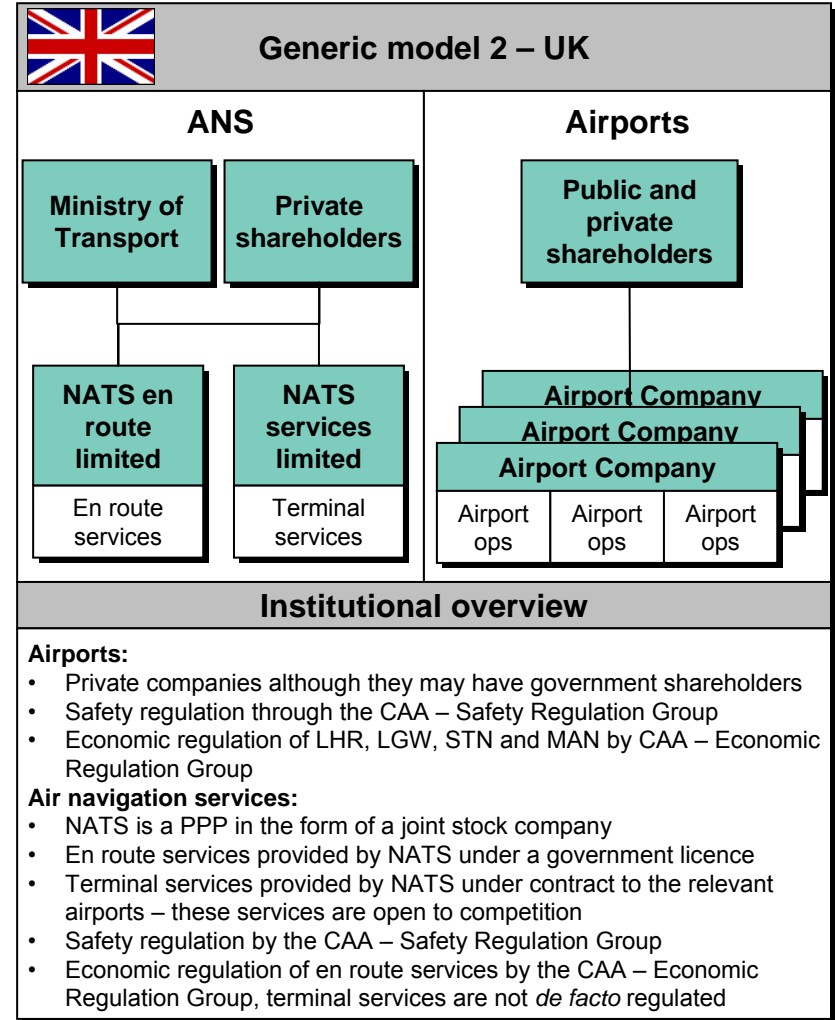 Generic model 2 – UK
ANS
Ministry of
Transport
Private
shareholders
NATS en
route
limited
En route
services
NATS
services
limited
Terminal
services
Airports
Public and
private
shareholders
Airport Company
Airport Company
Airport Company
Airport
ops
Airport
ops
Airport
ops
Institutional overview
Airports:
• Private companies although they may have government shareholders
• Safety regulation through the CAA – Safety Regulation Group
• Economic regulation of LHR, LGW, STN and MAN by CAA – Economic
Regulation Group
Air navigation services:
• NATS is a PPP in the form of a joint stock company
• En route services provided by NATS under a government licence
• Terminal services provided by NATS under contract to the relevant
airports – these services are open to competition
• Safety regulation by the CAA – Safety Regulation Group
• Economic regulation of en route services by the CAA – Economic
Regulation Group, terminal services are not de facto regulated